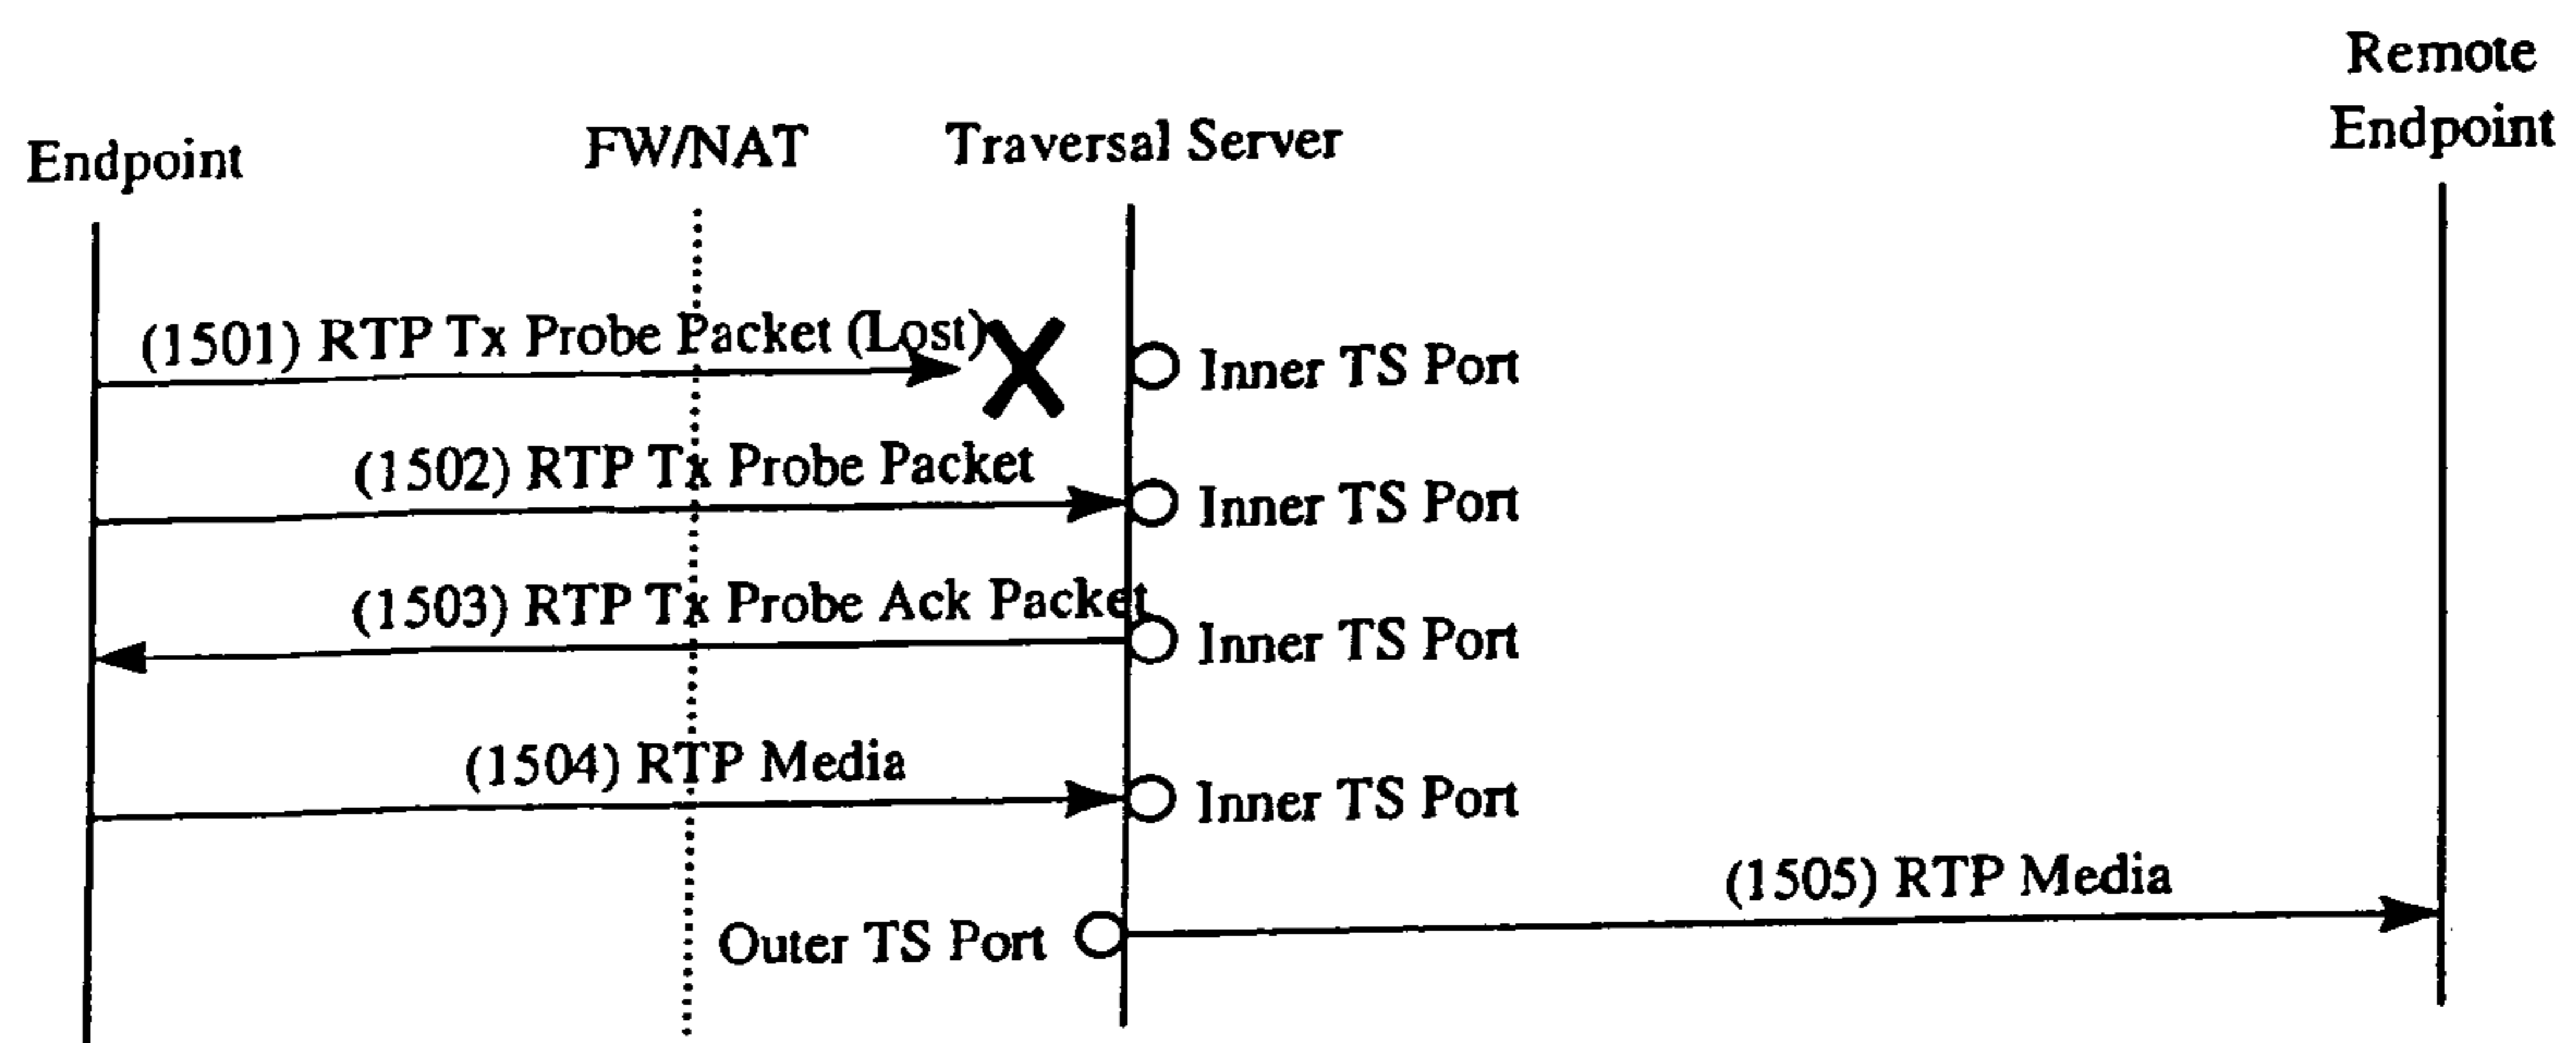 Remote
Endpoint
Endpoint
FW/NAT
Traversal Server
(1501) RTP Tx Probe Packet (Lost)
Inner TS Port
(1502) RTP Tx Probe Packet
Inner TS Port
(1503) RTP Tx Probe Ack Packet
Inner TS Port
(1504) RTP Media
Inner TS Port
(1505) RTP Media
Outer TS Port